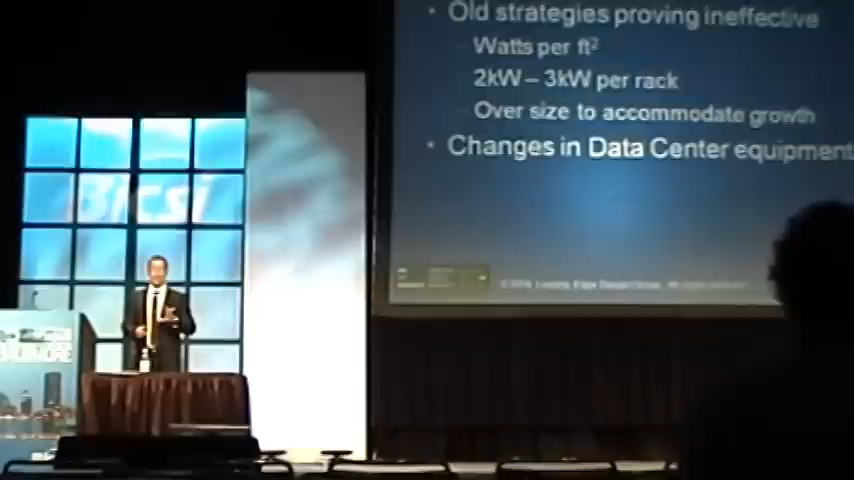 • Old strategies proving ineffective
Watts per ft²
2kW – 3kW per rack
Over size to accommodate growth
• Changes in Data Center equipment
Bicsi